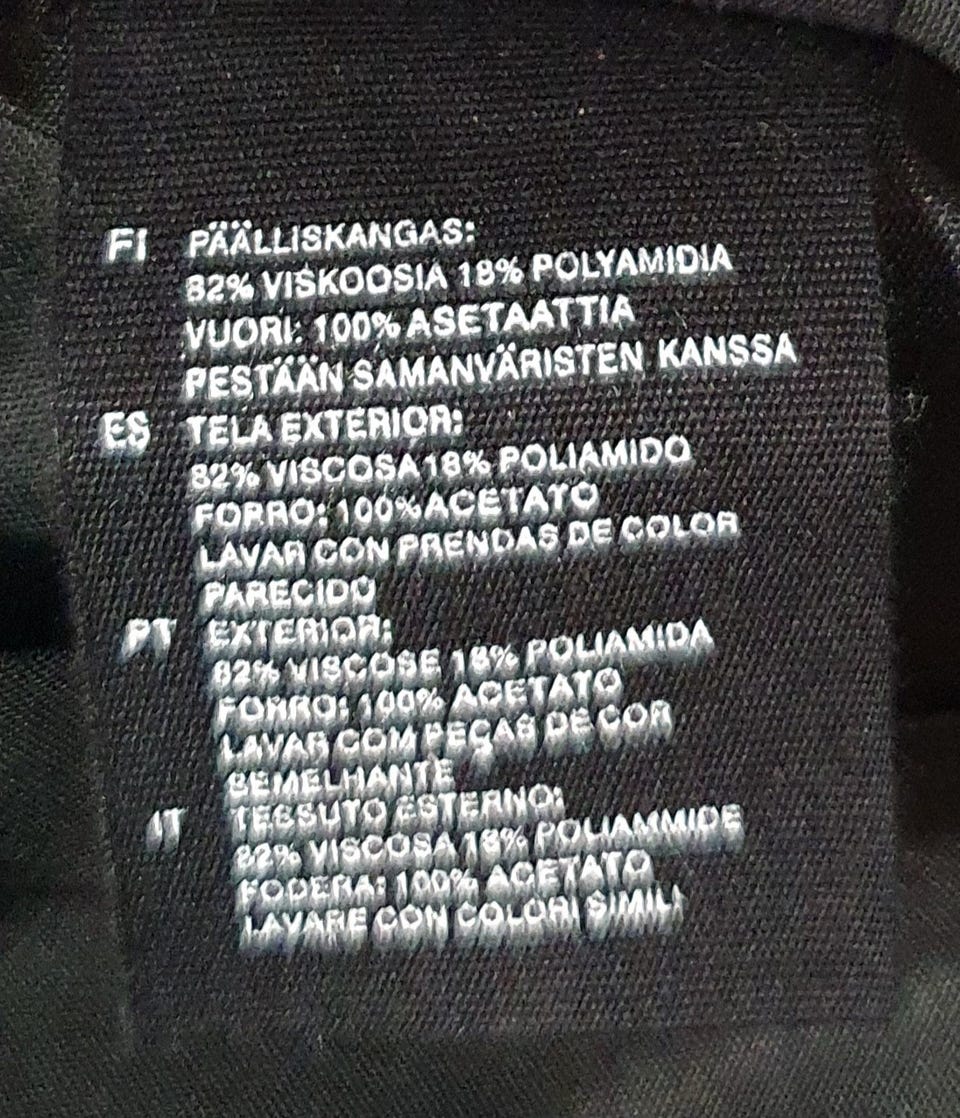 FI PÄÄLLISKANGAS:
82% VISKOOSIA 18% POLYAMIDIA
VUORI: 100% ASETAATTIA
PESTÄÄN SAMANVÄRISTEN KANSSA
ES TELA EXTERIOR:
82% VISCOSA 18% POLIAMIDO
FORRO: 100% ACETATO
LAVAR CON PRENDAS DE COLOR
PARECIDO
PT EXTERIOR:
82% VISCOSE 18% POLIAMIDA
FORRO: 100% ACETATO
LAVAR COM PEÇAS DE COR
SEMELHANTE
IT TESSUTO ESTERNO:
82% VISCOSA 18% POLIAMMIDE
FODERA: 100% ACETATO
LAVARE CON COLORI SIMILI